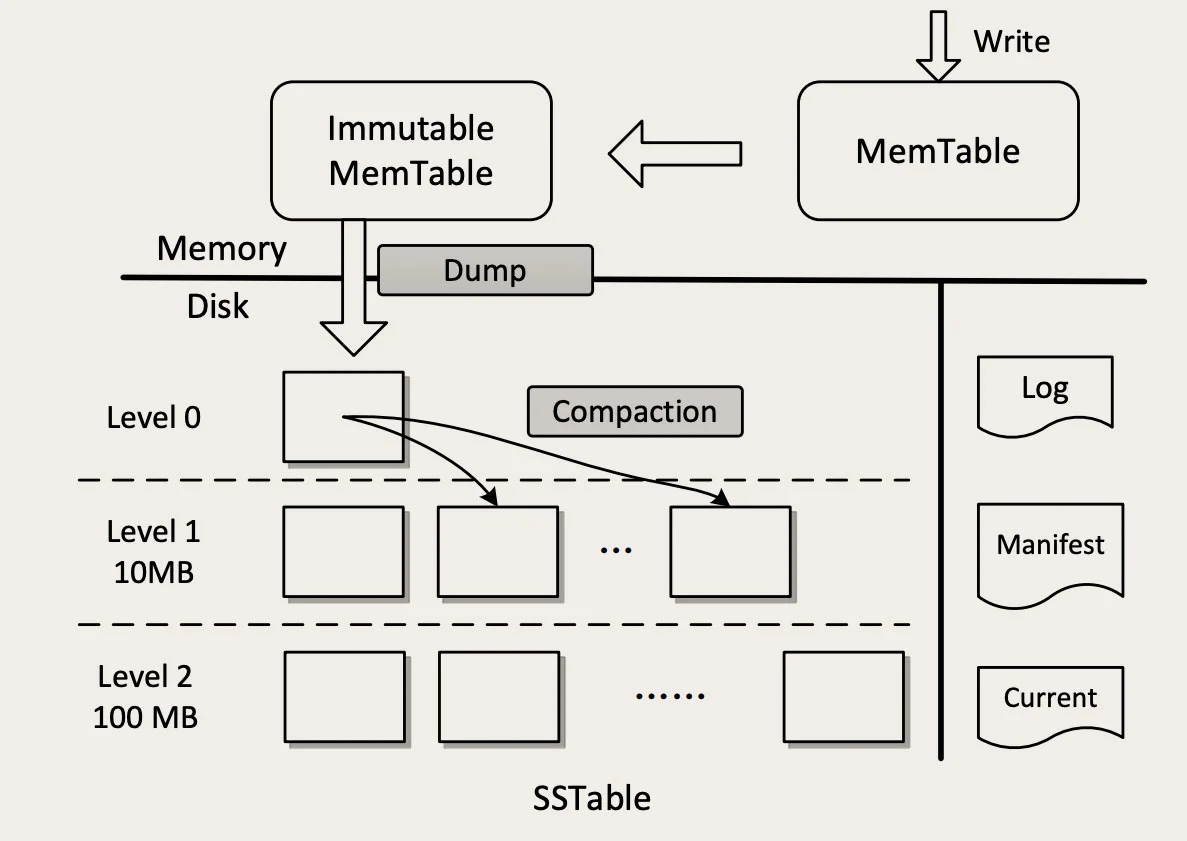 Write
Immutable
MemTable
MemTable
Memory
Dump
Disk
Level 0
Compaction
Log
Level 1
10MB
...
Manifest
Level 2
100 MB
......
Current
SSTable